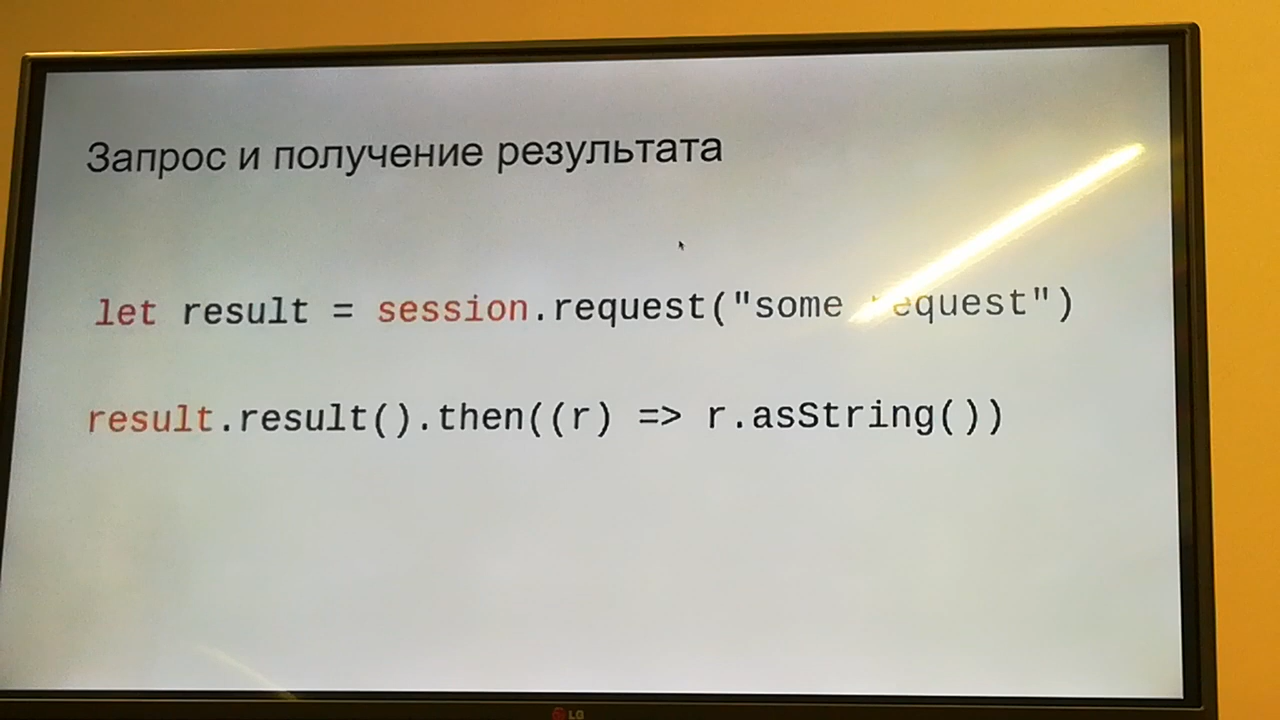 Запрос и получение результата
let result = session.request("some request")
result.result().then((r) => r.asString())
LG